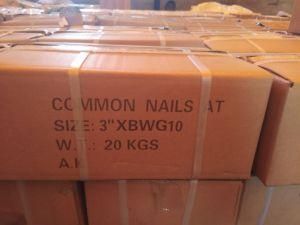 COMMON NAILS AT
SIZE: 3"XBWG10
W.T.: 20 KGS
A.K